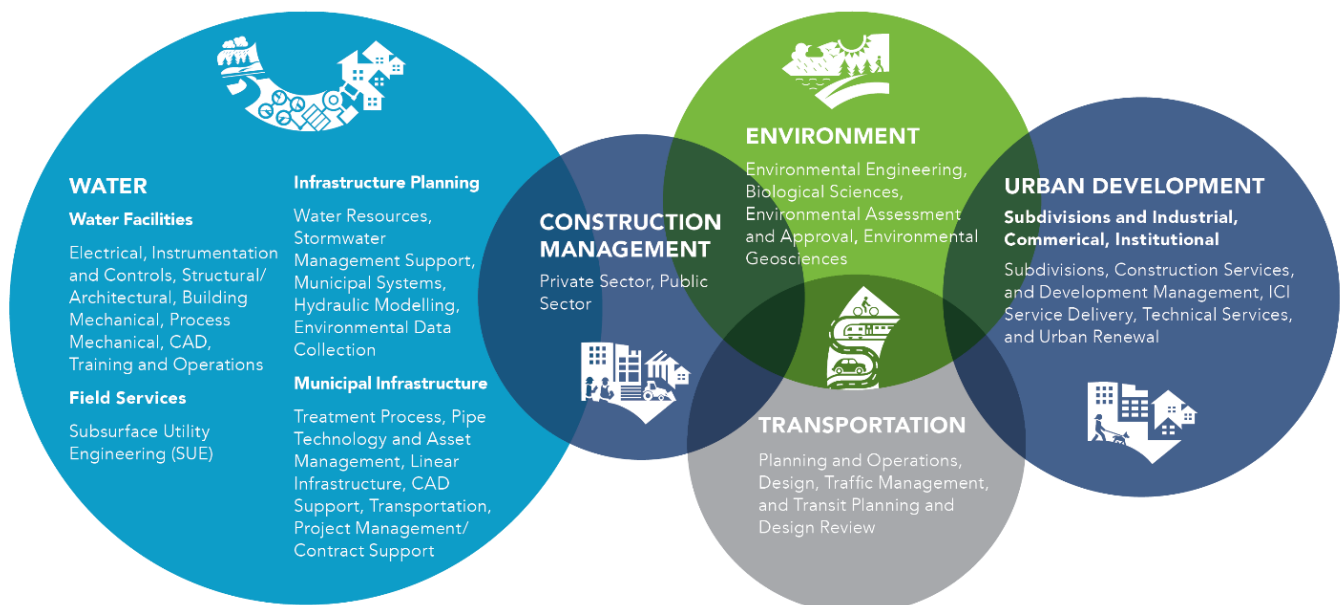 WATER
Water Facilities
Electrical, Instrumentation
and Controls, Structural/
Architectural, Building
Mechanical, Process
Mechanical, CAD,
Training and Operations
Field Services
Subsurface Utility
Engineering (SUE)
Infrastructure Planning
Water Resources,
Stormwater
Management Support,
Municipal Systems,
Hydraulic Modelling,
Environmental Data
Collection
Municipal Infrastructure
Treatment Process, Pipe
Technology and Asset
Management, Linear
Infrastructure, CAD
Support, Transportation,
Project Management/
Contract Support
CONSTRUCTION
MANAGEMENT
Private Sector, Public
Sector
ENVIRONMENT
Environmental Engineering,
Biological Sciences,
Environmental Assessment
and Approval, Environmental
Geosciences
TRANSPORTATION
Planning and Operations,
Design, Traffic Management,
and Transit Planning and
Design Review
URBAN DEVELOPMENT
Subdivisions and Industrial,
Commerical, Institutional
Subdivisions, Construction Services,
and Development Management, ICI
Service Delivery, Technical Services,
and Urban Renewal